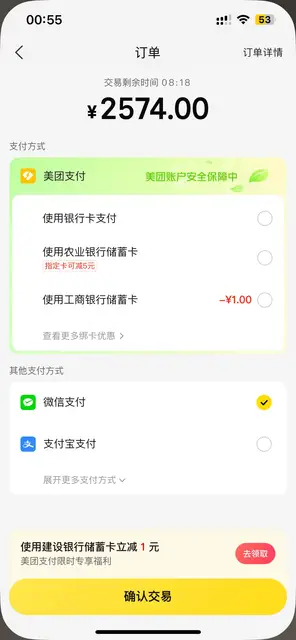 00:55
53
订单
订单详情
交易剩余时间 08:18
¥2574.00
支付方式
美团支付
美团账户安全保障中
使用银行卡支付
使用农业银行储蓄卡
指定卡可减5元
使用工商银行储蓄卡
-¥1.00
查看更多绑卡优惠 >
其他支付方式
微信支付
支付宝支付
展开更多支付方式
使用建设银行储蓄卡立减 1 元
美团支付限时专享福利
去领取
确认交易